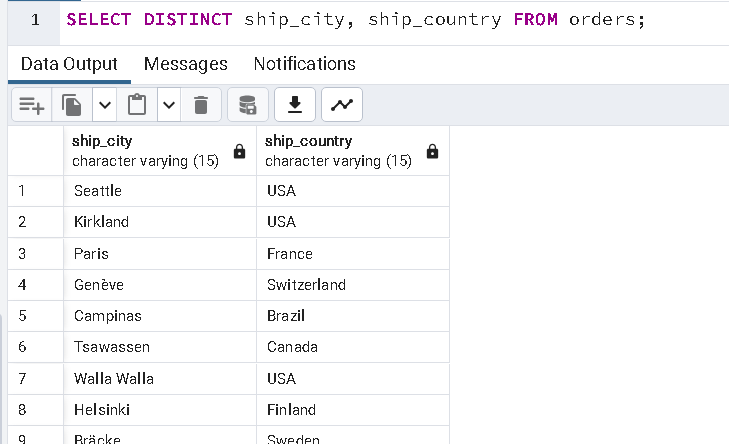 1 SELECT DISTINCT ship_city, ship_country FROM orders;
Data Output Messages Notifications
ship_city ship_country
character varying (15) character varying (15)
1 Seattle USA
2 Kirkland USA
3 Paris France
4 Genève Switzerland
5 Campinas Brazil
6 Tsawassen Canada
7 Walla Walla USA
8 Helsinki Finland
9 Bräcke Sweden